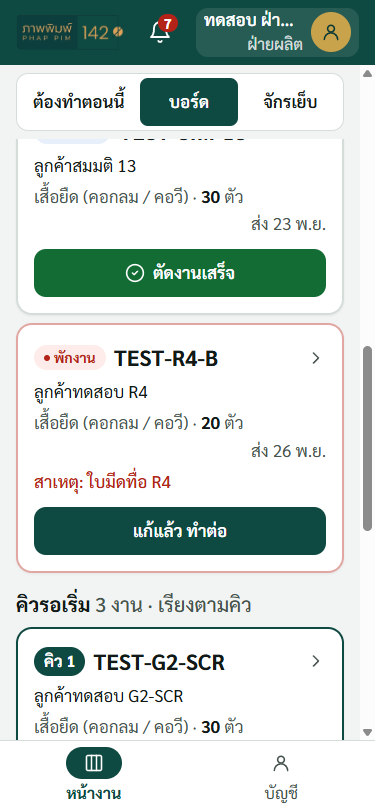 ภาพพิมพ์
PHAP PIM
142
7
ทดสอบ ฝ่า...
ฝ่ายผลิต
ต้องทำตอนนี้
บอร์ด
จักรเย็บ
ลูกค้าสมมติ 13
เสื้อยืด (คอกลม / คอวี) · 30 ตัว
ส่ง 23 พ.ย.
ตัดงานเสร็จ
พักงาน
TEST-R4-B
ลูกค้าทดสอบ R4
เสื้อยืด (คอกลม / คอวี) · 20 ตัว
ส่ง 26 พ.ย.
สาเหตุ: ใบมีดทื่อ R4
แก้แล้ว ทำต่อ
คิวรอเริ่ม 3 งาน · เรียงตามคิว
คิว 1
TEST-G2-SCR
ลูกค้าทดสอบ G2-SCR
เสื้อยืด (คอกลม / คอวี) · 30 ตัว
หน้างาน
บัญชี